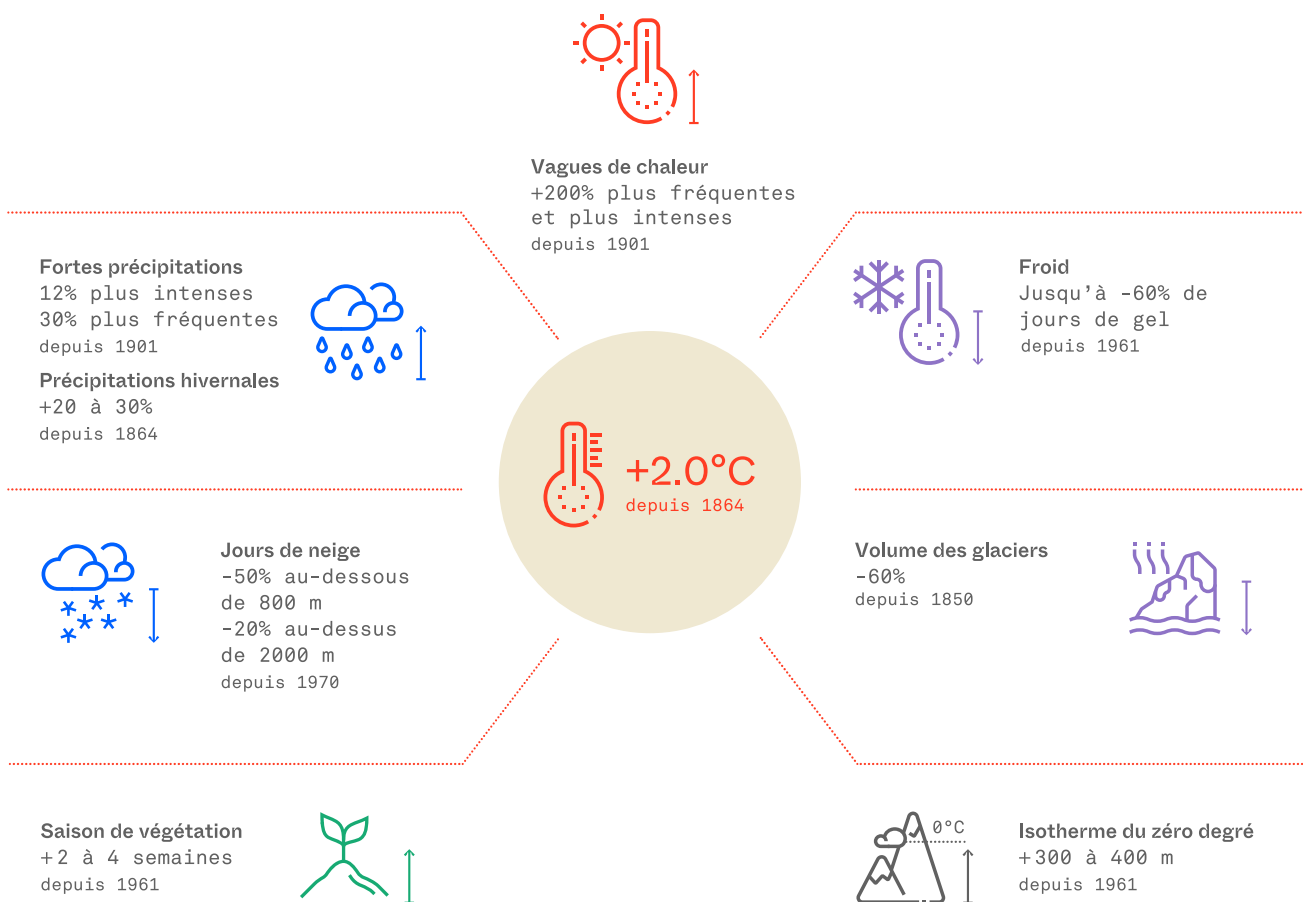 Vagues de chaleur
+200% plus fréquentes
et plus intenses
depuis 1901
Fortes précipitations
12% plus intenses
30% plus fréquentes
depuis 1901
Précipitations hivernales
+20 à 30%
depuis 1864
Froid
Jusqu’à -60% de
jours de gel
depuis 1961
+2.0°C
depuis 1864
Jours de neige
-50% au-dessous
de 800 m
-20% au-dessus
de 2000 m
depuis 1970
Volume des glaciers
-60%
depuis 1850
Saison de végétation
+2 à 4 semaines
depuis 1961
0°C
Isotherme du zéro degré
+300 à 400 m
depuis 1961